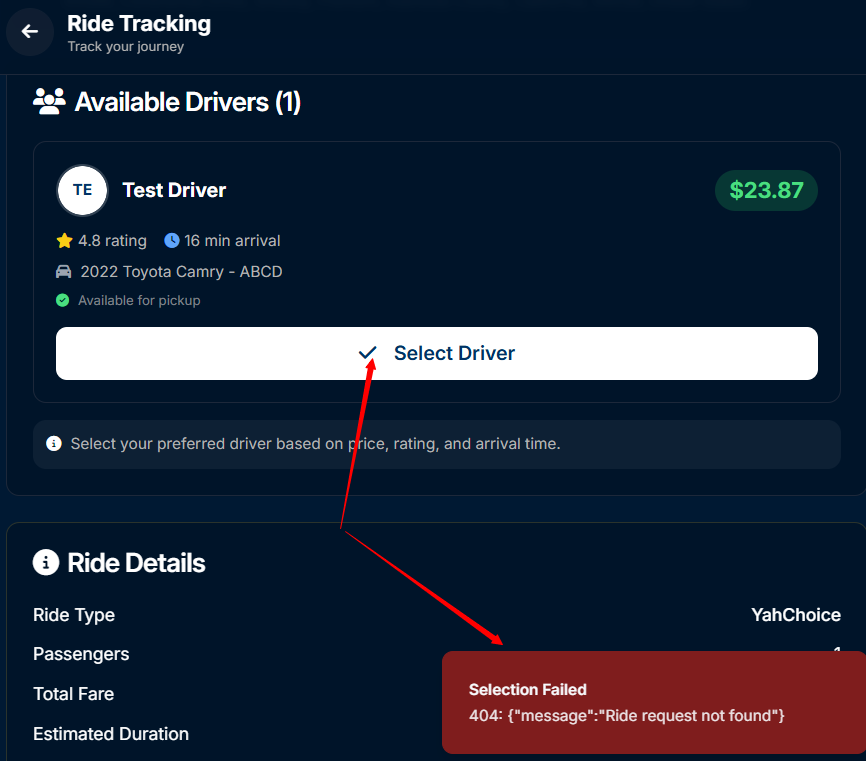 Ride Tracking
Track your journey
Available Drivers (1)
TE
Test Driver
$23.87
4.8 rating
16 min arrival
2022 Toyota Camry - ABCD
Available for pickup
Select Driver
Select your preferred driver based on price, rating, and arrival time.
Ride Details
Ride Type
YahChoice
Passengers
Total Fare
Estimated Duration
Selection Failed
404: {"message":"Ride request not found"}